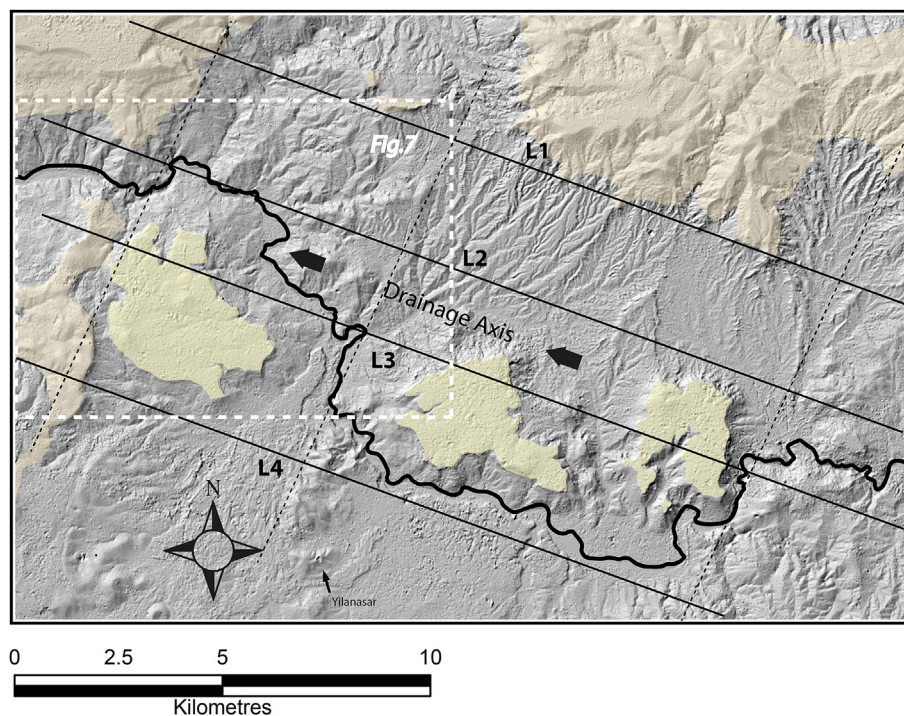 Fig.7
L1
L2
Drainage Axis
L3
L4
N
Yilanasar
0 2.5 5 10
Kilometres